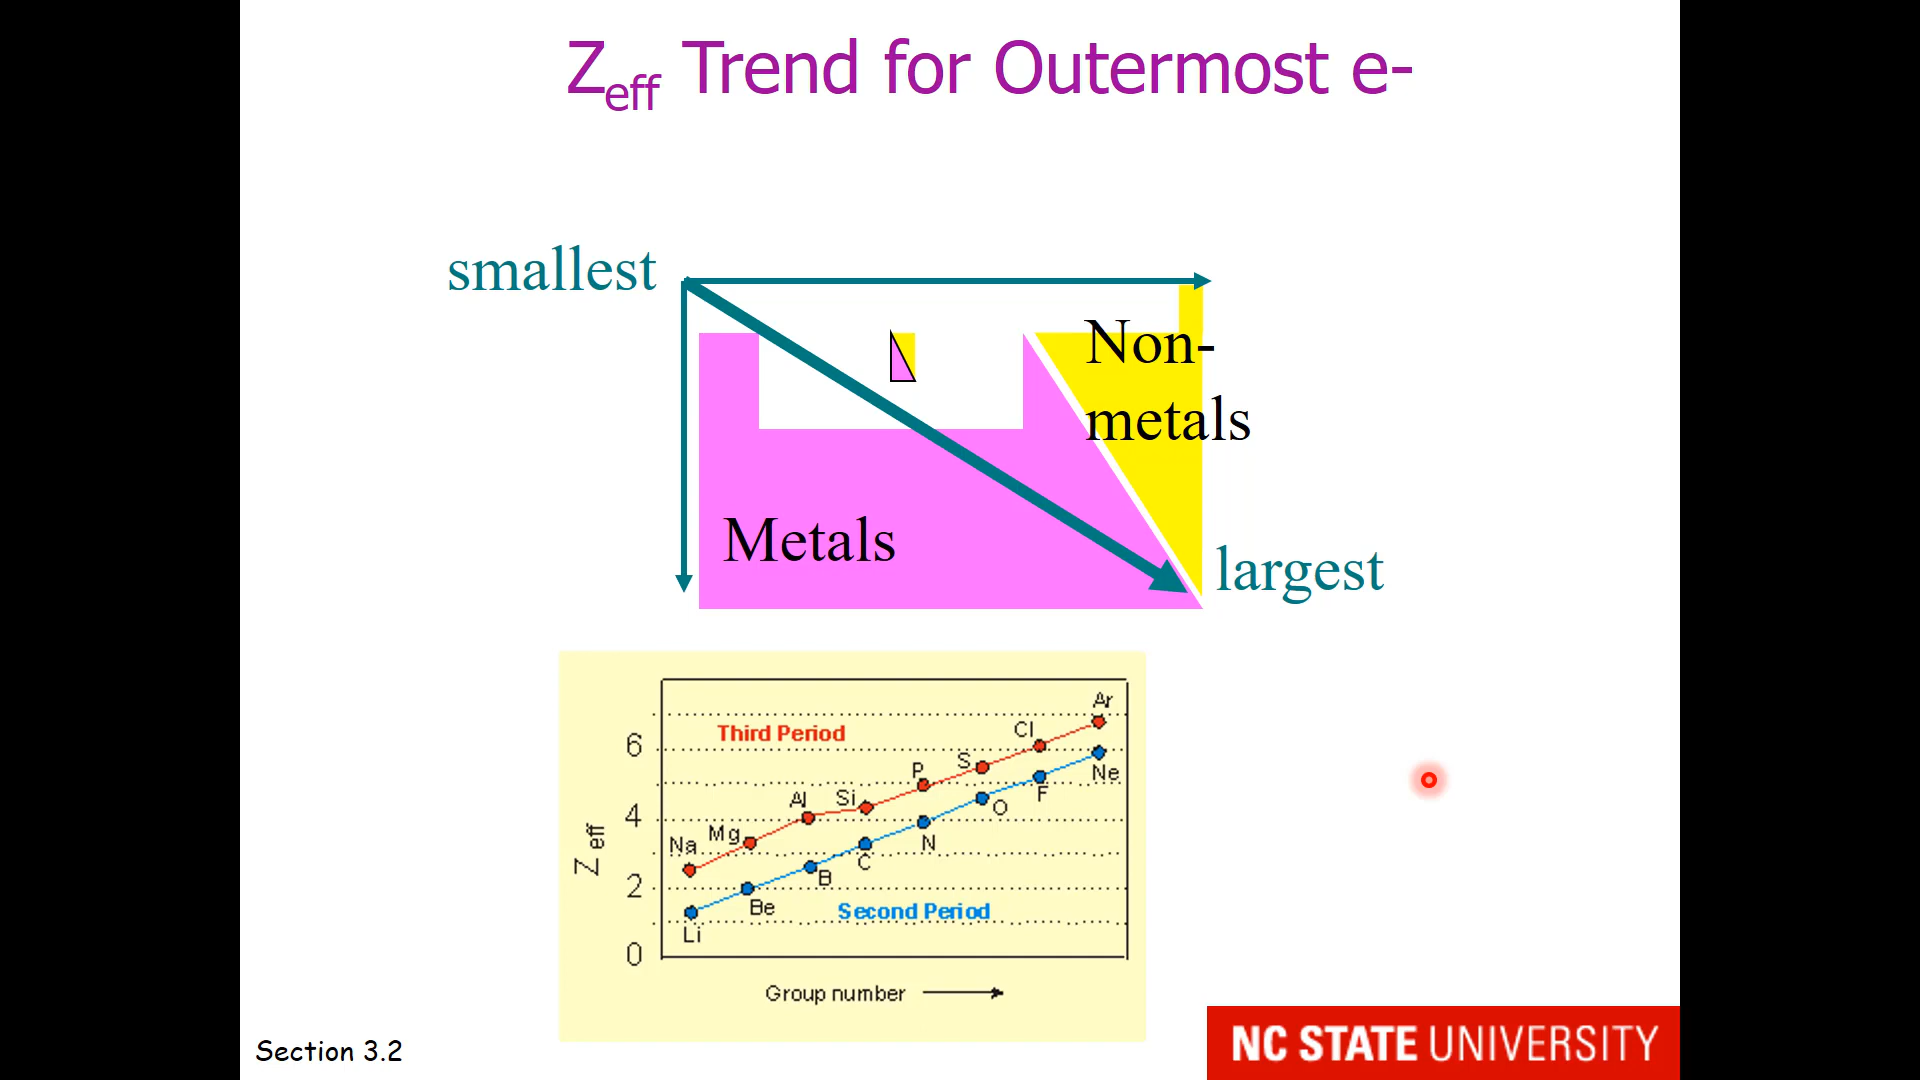 Zeff Trend for Outermost e-
smallest
Non-
metals
Metals
largest
Ar
Third Period
Cl
6
S
P
Ne
Al
Si
F
O
4
Mg
Na
N
C
Zeff
B
2
Be
Second Period
Li
0
Group number
Section 3.2
NC STATE UNIVERSITY